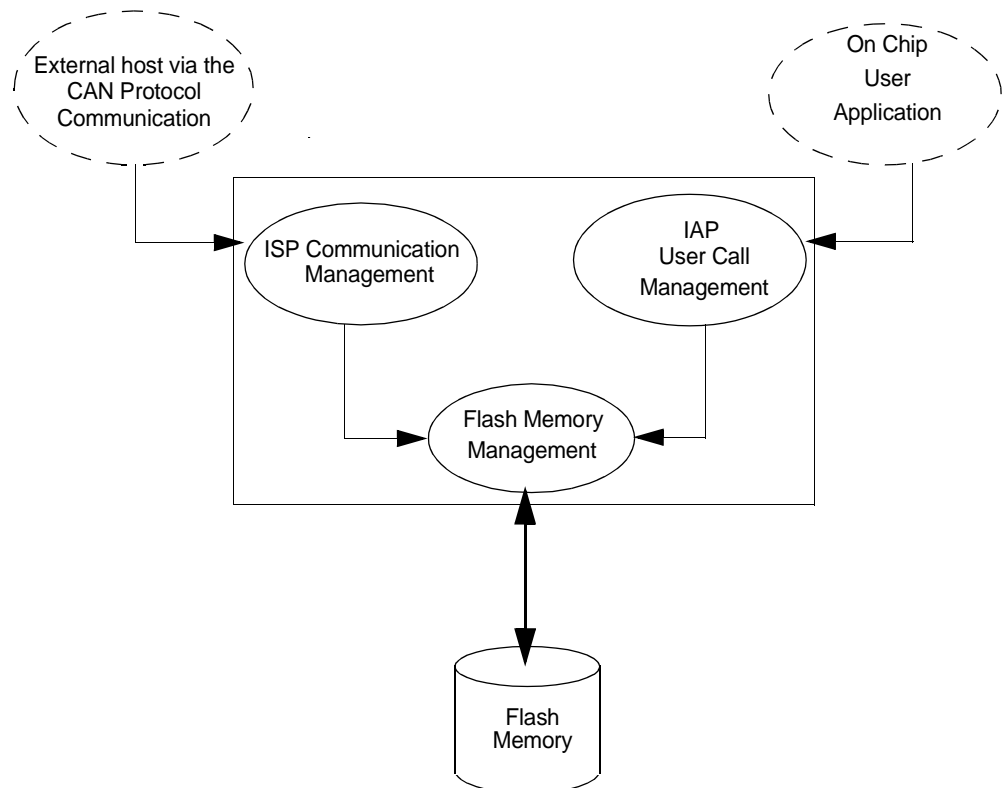 External host via the
CAN Protocol
Communication
On Chip
User
Application
ISP Communication
Management
IAP
User Call
Management
Flash Memory
Management
Flash
Memory